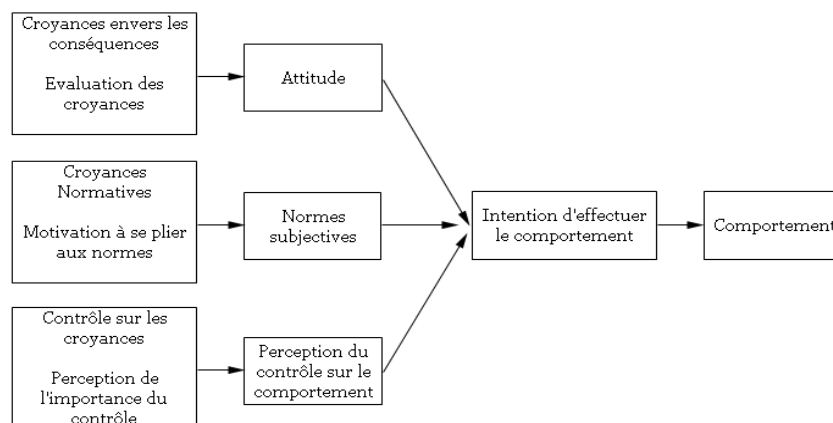 Croyances envers les
conséquences
Evaluation des
croyances
Attitude
Croyances
Normatives
Motivation à se plier
aux normes
Normes
subjectives
Intention d'effectuer
le comportement
Comportement
Contrôle sur les
croyances
Perception de
l'importance du
contrôle
Perception du
contrôle sur le
comportement